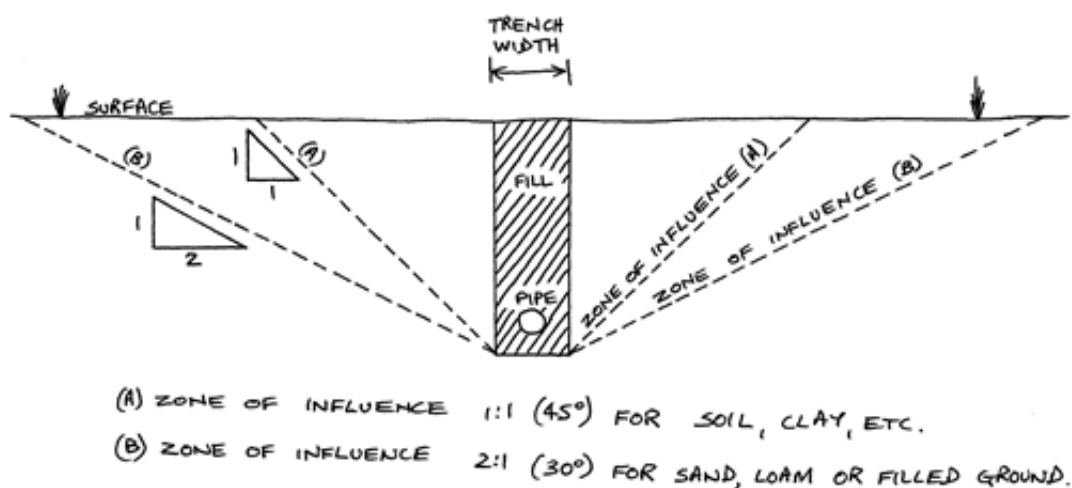 TRENCH
WIDTH
SURFACE
(B)
(A)
1
1
1
2
FILL
PIPE
ZONE OF INFLUENCE (A)
ZONE OF INFLUENCE (B)
(A) ZONE OF INFLUENCE 1:1 (45°) FOR SOIL, CLAY, ETC.
(B) ZONE OF INFLUENCE 2:1 (30°) FOR SAND, LOAM OR FILLED GROUND.